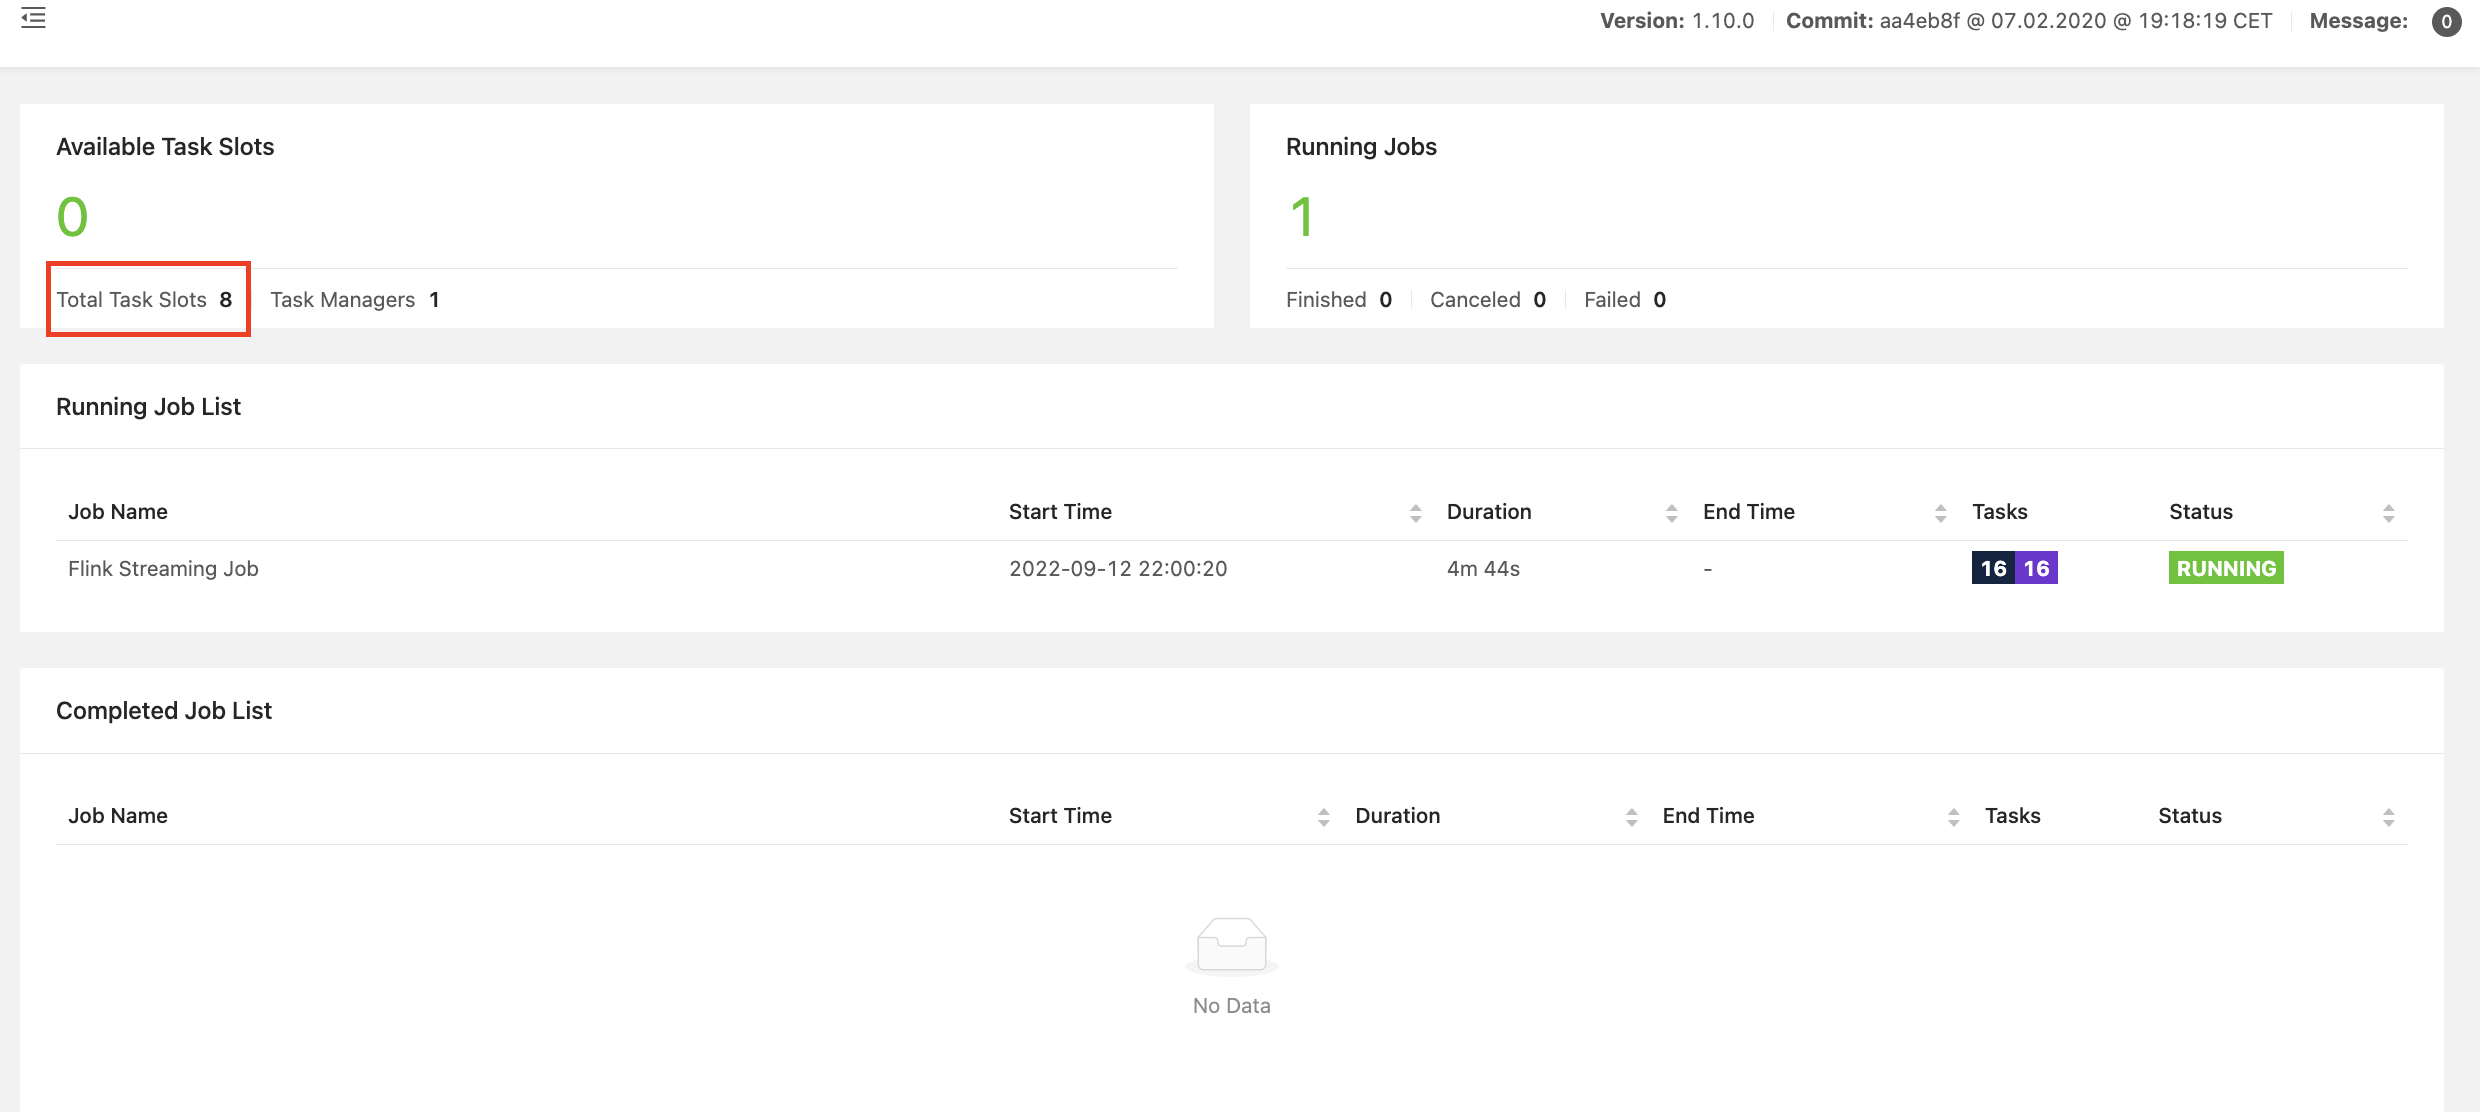 Version: 1.10.0 Commit: aa4eb8f @ 07.02.2020 @ 19:18:19 CET Message: 0
Available Task Slots
0
Total Task Slots 8 Task Managers 1
Running Jobs
1
Finished 0 Canceled 0 Failed 0
Running Job List
Job Name Start Time Duration End Time Tasks Status
Flink Streaming Job 2022-09-12 22:00:20 4m 44s - 16 16 RUNNING
Completed Job List
Job Name Start Time Duration End Time Tasks Status
No Data